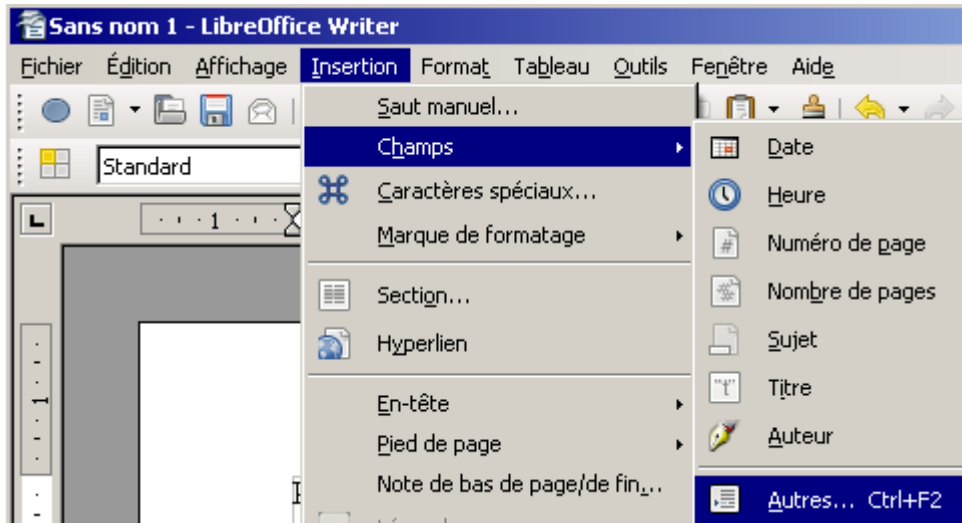 Sans nom 1 - LibreOffice Writer
Fichier Édition Affichage Insertion Format Tableau Outils Fenêtre Aide
Saut manuel...
Champs
Date
Standard
Caractères spéciaux...
Heure
1
Marque de formatage
Numéro de page
Section...
Nombre de pages
Hyperlien
Sujet
Titre
1
En-tête
Pied de page
Auteur
Note de bas de page/de fin...
Autres... Ctrl+F2